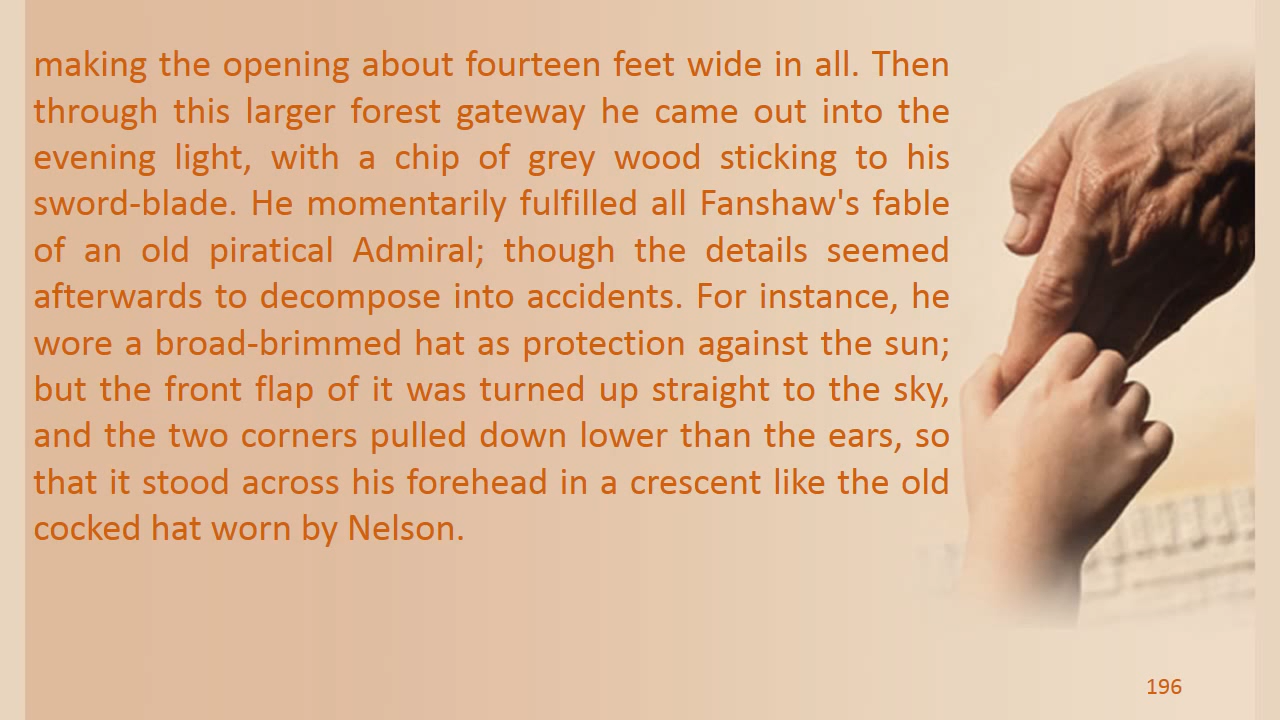 making the opening about fourteen feet wide in all. Then
through this larger forest gateway he came out into the
evening light, with a chip of grey wood sticking to his
sword-blade. He momentarily fulfilled all Fanshaw's fable
of an old piratical Admiral; though the details seemed
afterwards to decompose into accidents. For instance, he
wore a broad-brimmed hat as protection against the sun;
but the front flap of it was turned up straight to the sky,
and the two corners pulled down lower than the ears, so
that it stood across his forehead in a crescent like the old
cocked hat worn by Nelson.
196